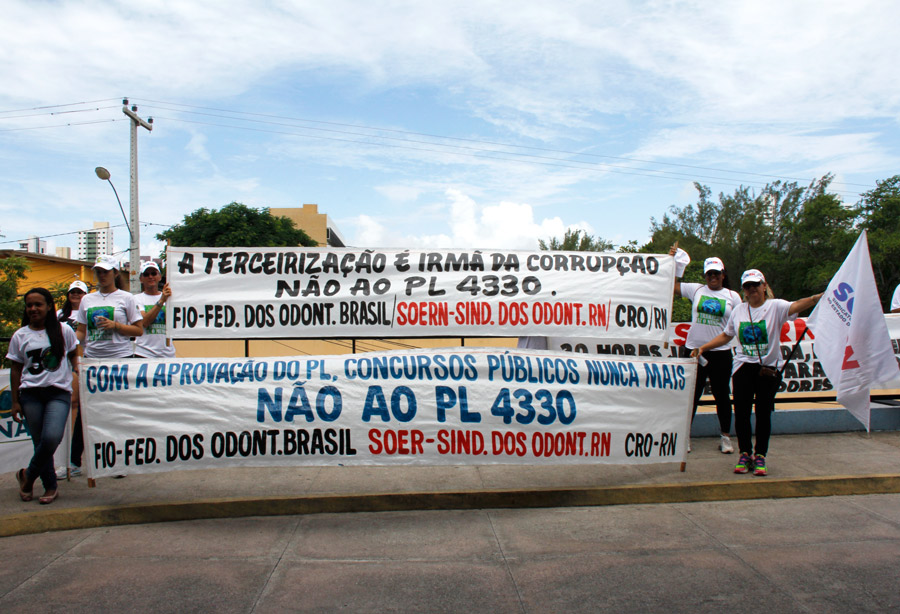 A TERCEIRIZAÇÃO É IRMÃ DA CORRUPÇÃO
NÃO AO PL 4330.
FIO-FED. DOS ODONT. BRASIL/SOERN-SIND. DOS ODONT. RN/ CRO/RN
COM A APROVAÇÃO DO PL. CONCURSOS PÚBLICOS NUNCA MAIS
NÃO AO PL 4330
FIO-FED. DOS ODONT. BRASIL SOER-SIND. DOS ODONT. RN CRO-RN
30 HORAS
PARA
30